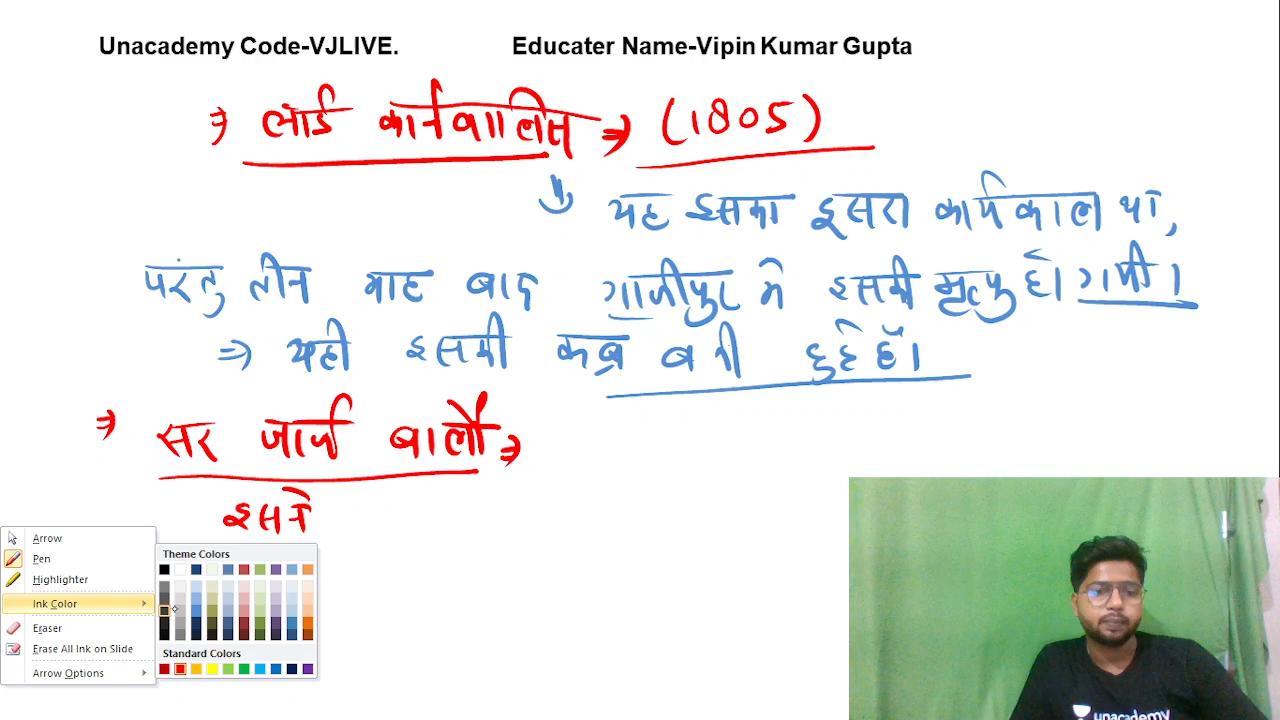 Unacademy Code-VJLIVE. Educater Name-Vipin Kumar Gupta
⇒ लार्ड कार्नवालिस ⇒ (1805)
यह इसका दूसरा कार्यकाल था,
परंतु तीन माह बाद गाजीपुर मे इसकी मृत्यु हो गयी।
⇒ यही इसकी कब्र बनी हुई है।
⇒ सर जार्ज बार्लो ⇒
इसने
Arrow
Pen
Highlighter
Ink Color
Eraser
Erase All Ink on Slide
Arrow Options
Theme Colors
Standard Colors
unacademy